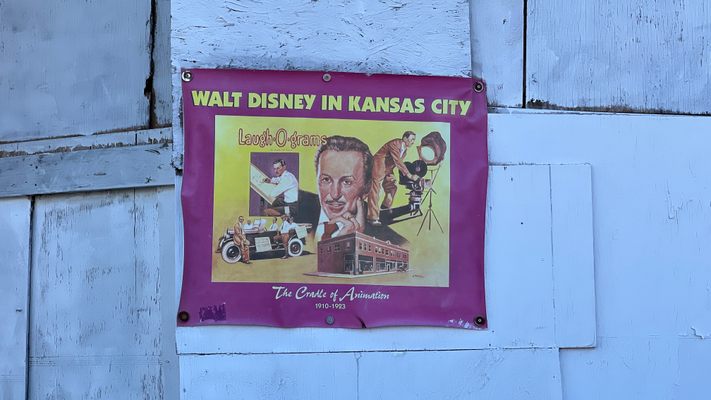 WALT DISNEY IN KANSAS CITY
Laugh-O-grams
The Cradle of Animation
1910-1923